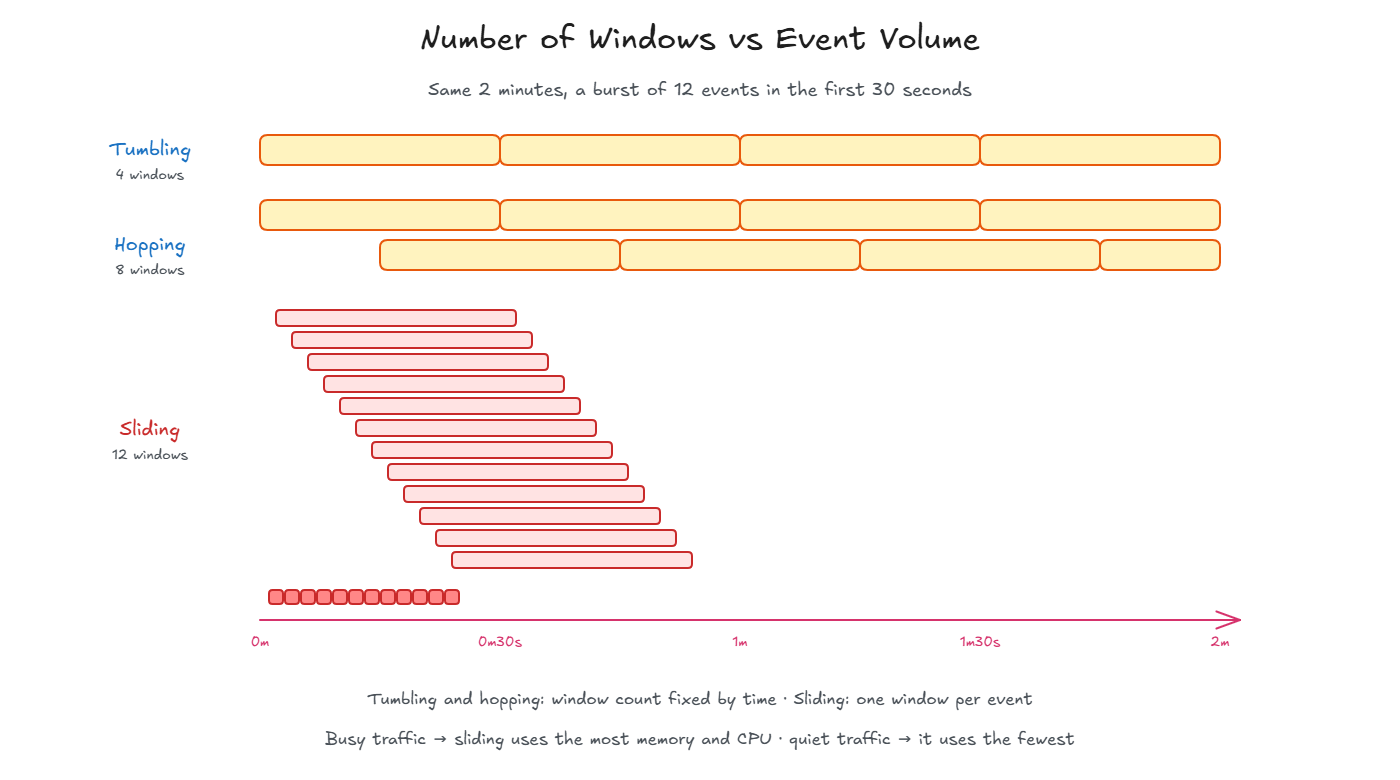 Number of Windows vs Event Volume
Same 2 minutes, a burst of 12 events in the first 30 seconds
Tumbling
4 windows
Hopping
8 windows
Sliding
12 windows
0m 0m30s 1m 1m30s 2m
Tumbling and hopping: window count fixed by time · Sliding: one window per event
Busy traffic → sliding uses the most memory and CPU · quiet traffic → it uses the fewest